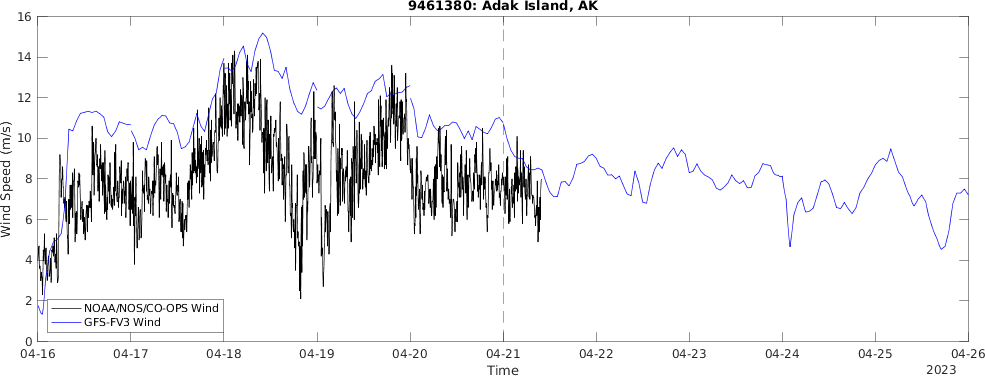 9461380: Adak Island, AK
16
14
12
10
8
6
4
2
0
Wind Speed (m/s)
NOAA/NOS/CO-OPS Wind
GFS-FV3 Wind
04-16 04-17 04-18 04-19 04-20 04-21 04-22 04-23 04-24 04-25 04-26
Time
2023